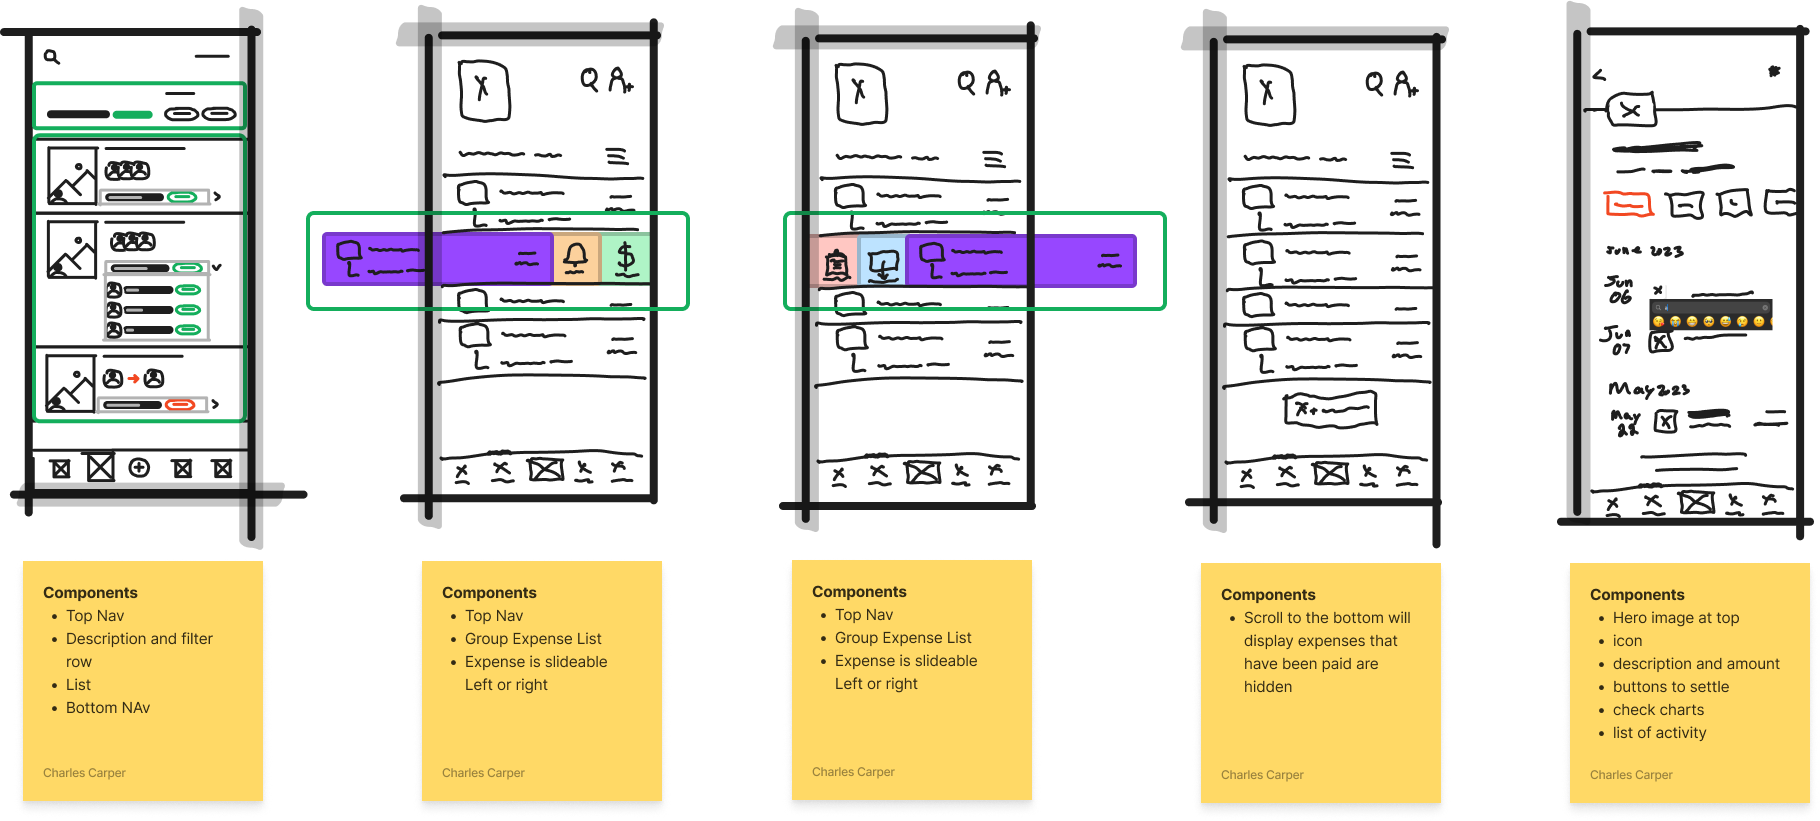 Q
Q
Q
June 2023
Jun
06
Jun
07
May 2023
May
22
$
Components
Top Nav
Description and filter
row
List
Bottom NAv
Charles Carper
Components
Top Nav
Group Expense List
Expense is slideable
Left or right
Charles Carper
Components
Top Nav
Group Expense List
Expense is slideable
Left or right
Charles Carper
Components
Scroll to the bottom will
display expenses that
have been paid are
hidden
Charles Carper
Components
Hero image at top
icon
description and amount
buttons to settle
check charts
list of activity
Charles Carper